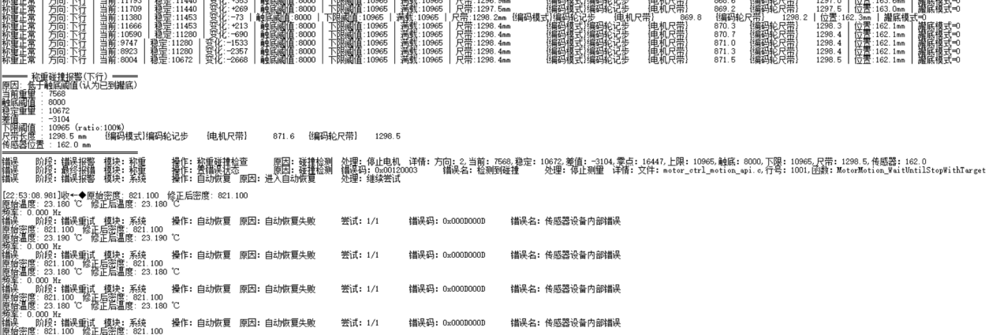 称重正常 | 方向:下行 | 当前:11793 | 稳定:11440 | 变化:+353 | 触底阈值:8000 | 下限阈值:10965 | 满载:10965 | 尺带:1296.9mm {编码模式}编码轮记步 {电机尺带} 868.6 {编码轮尺带} 1297.0 | 位置:163.6mm | 罐底模式=0
称重正常 | 方向:下行 | 当前:11709 | 稳定:11440 | 变化:+269 | 触底阈值:8000 | 下限阈值:10965 | 满载:10965 | 尺带:1297.5mm {编码模式}编码轮记步 {电机尺带} 869.2 {编码轮尺带} 1297.5 | 位置:163.0mm | 罐底模式=0
称重正常 | 方向:下行 | 当前:11380 | 稳定:11453 | 变化:-73 | 触底阈值:8000 | 下限阈值:10965 | 满载:10965 | 尺带:1298.2mm {编码模式}编码轮记步 {电机尺带} 869.8 {编码轮尺带} 1298.2 | 位置:162.3mm | 罐底模式=0
称重正常 | 方向:下行 | 当前:11666 | 稳定:11453 | 变化:+213 | 触底阈值:8000 | 下限阈值:10965 | 满载:10965 | 尺带:1298.4mm {编码模式}编码轮记步 {电机尺带} 870.3 {编码轮尺带} 1298.3 | 位置:162.1mm | 罐底模式=0
称重正常 | 方向:下行 | 当前:10590 | 稳定:11280 | 变化:-690 | 触底阈值:8000 | 下限阈值:10965 | 满载:10965 | 尺带:1298.4mm {编码模式}编码轮记步 {电机尺带} 870.7 {编码轮尺带} 1298.4 | 位置:162.1mm | 罐底模式=0
称重正常 | 方向:下行 | 当前:9747 | 稳定:11280 | 变化:-1533 | 触底阈值:8000 | 下限阈值:10965 | 满载:10965 | 尺带:1298.4mm {编码模式}编码轮记步 {电机尺带} 871.0 {编码轮尺带} 1298.4 | 位置:162.1mm | 罐底模式=0
称重正常 | 方向:下行 | 当前:8923 | 稳定:11280 | 变化:-2357 | 触底阈值:8000 | 下限阈值:10965 | 满载:10965 | 尺带:1298.4mm {编码模式}编码轮记步 {电机尺带} 871.3 {编码轮尺带} 1298.4 | 位置:162.1mm | 罐底模式=0
称重正常 | 方向:下行 | 当前:8004 | 稳定:10672 | 变化:-2668 | 触底阈值:8000 | 下限阈值:10965 | 满载:10965 | 尺带:1298.4mm {编码模式}编码轮记步 {电机尺带} 871.5 {编码轮尺带} 1298.5 | 位置:162.1mm | 罐底模式=0
====== 称重碰撞报警(下行) ======
原因: 低于触底阈值(认为已到罐底)
当前重量 : 7568
触底阈值 : 8000
稳定重量 : 10672
差值 : -3104
下限阈值 : 10965 (ratio:100%)
尺带长度 : 1298.5 mm {编码模式}编码轮记步 {电机尺带} 871.6 {编码轮尺带} 1298.5
传感器位置 : 162.0 mm
================================
错误 阶段: 错误报警 模块: 称重 操作: 称重碰撞检查 原因: 碰撞检测 处理: 停止电机 详情: 方向: 2,当前: 7568,稳定: 10672,差值: -3104,零点: 16447,上限: 10965,触底: 8000,下限: 10965,尺带: 1298.5,传感器: 162.0
错误 阶段: 最终报错 模块: 称重 操作: 置错误状态 原因: 碰撞检测 错误码: 0x00120003 错误名: 检测到碰撞 处理: 停止测量 详情: 文件: motor_ctrl_motion_api.c,行号: 1001,函数: MotorMotion_WaitUntilStopWithTarget
错误 阶段: 错误报警 模块: 系统 原因: 进入自动恢复 处理: 继续尝试
[22:53:08.981]收←◆原始密度: 821.100 修正后密度: 821.100
原始温度: 23.180 ℃ 修正后温度: 23.180 ℃
频率: 0.000 Hz
错误 阶段: 错误重试 模块: 系统 操作: 自动恢复 原因: 自动恢复失败 尝试: 1/1 错误码: 0x000D000D 错误名: 传感器设备内部错误
原始密度: 821.100 修正后密度: 821.100
原始温度: 23.190 ℃ 修正后温度: 23.190 ℃
频率: 0.000 Hz
错误 阶段: 错误重试 模块: 系统 操作: 自动恢复 原因: 自动恢复失败 尝试: 1/1 错误码: 0x000D000D 错误名: 传感器设备内部错误
原始密度: 821.100 修正后密度: 821.100
原始温度: 23.180 ℃ 修正后温度: 23.180 ℃
频率: 0.000 Hz
错误 阶段: 错误重试 模块: 系统 操作: 自动恢复 原因: 自动恢复失败 尝试: 1/1 错误码: 0x000D000D 错误名: 传感器设备内部错误
原始密度: 821.100 修正后密度: 821.100
原始温度: 23.180 ℃ 修正后温度: 23.180 ℃
频率: 0.000 Hz
错误 阶段: 错误重试 模块: 系统 操作: 自动恢复 原因: 自动恢复失败 尝试: 1/1 错误码: 0x000D000D 错误名: 传感器设备内部错误
原始密度: 821.100 修正后密度: 821.100